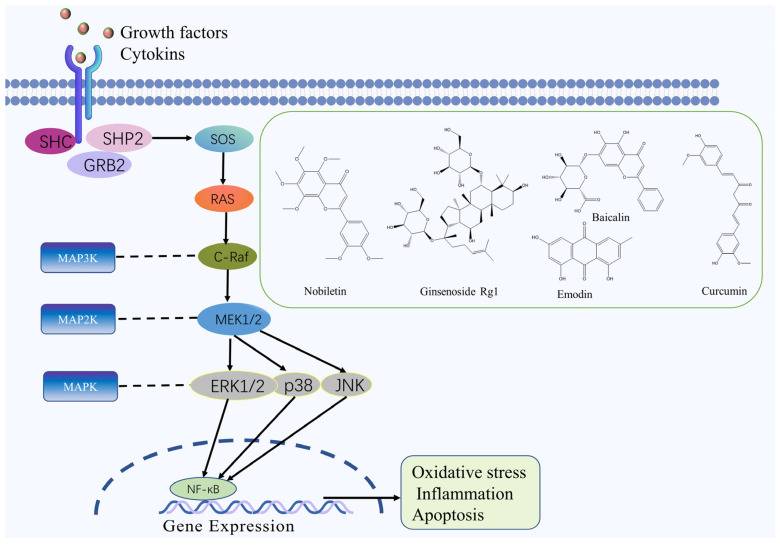 Growth factors
Cytokins
SHC
SHP2
GRB2
SOS
RAS
MAP3K
C-Raf
MAP2K
MEK1/2
MAPK
ERK1/2
p38
JNK
NF-κB
Gene Expression
Oxidative stress
Inflammation
Apoptosis
Nobiletin
Ginsenoside Rg1
Baicalin
Emodin
Curcumin